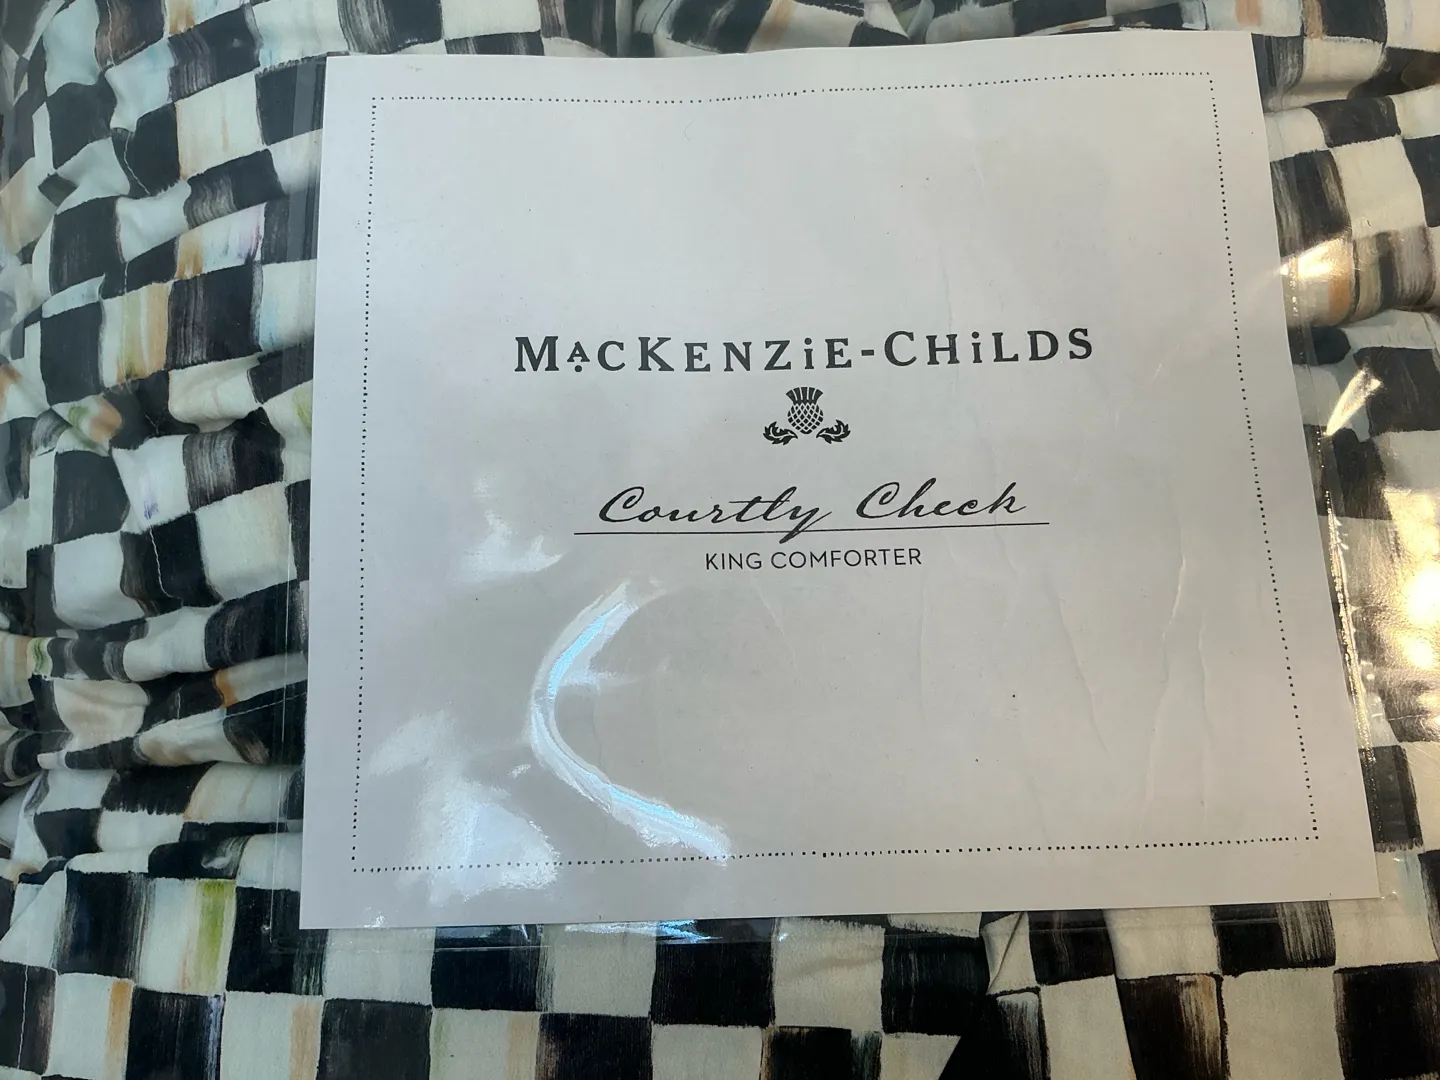 MACKENZiE-CHiLDS
Courtly Check
KING COMFORTER